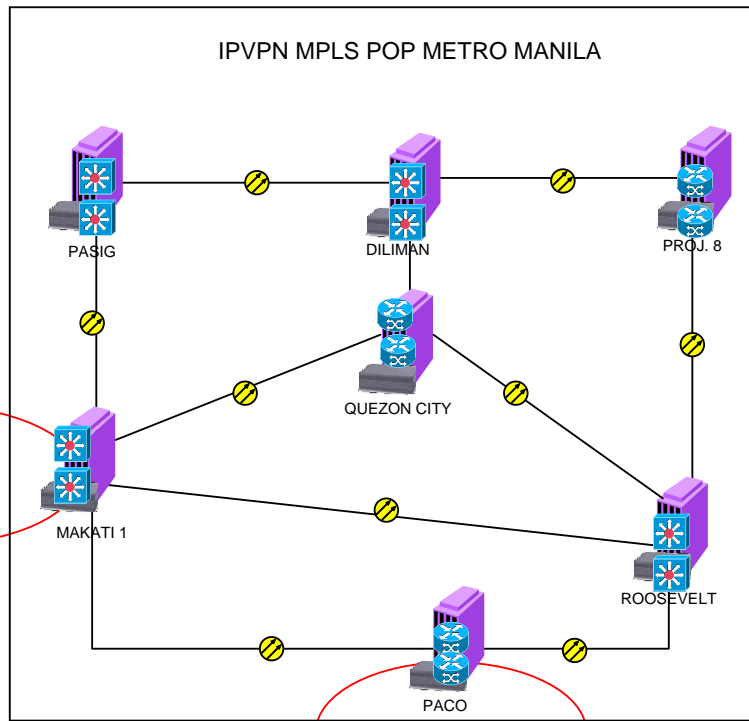 IPVPN MPLS POP METRO MANILA
PASIG
DILIMAN
PROJ. 8
QUEZON CITY
MAKATI 1
ROOSEVELT
PACO